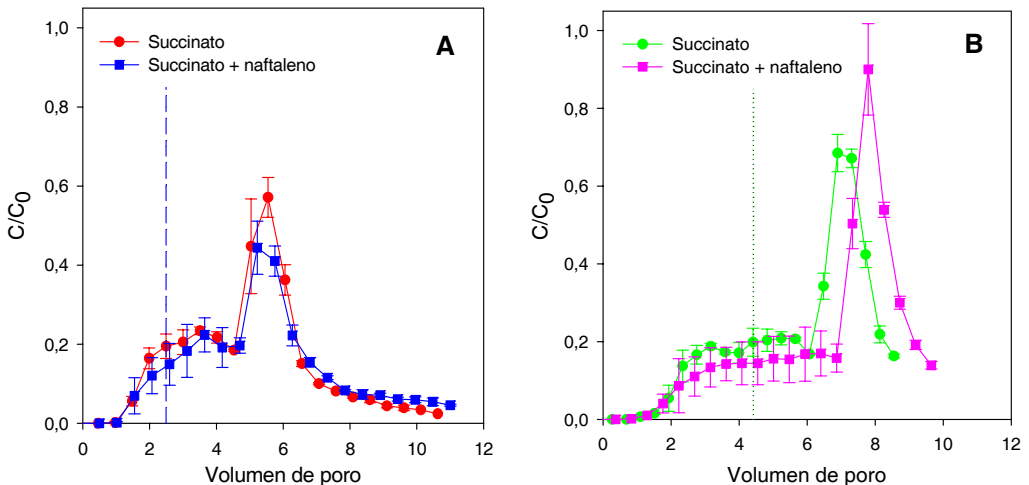 A
Succinato
Succinato + naftaleno
1,0
0,8
0,6
0,4
0,2
0,0
C/C0
0 2 4 6 8 10 12
Volumen de poro
B
Succinato
Succinato + naftaleno
1,0
0,8
0,6
0,4
0,2
0,0
C/C0
0 2 4 6 8 10 12
Volumen de poro